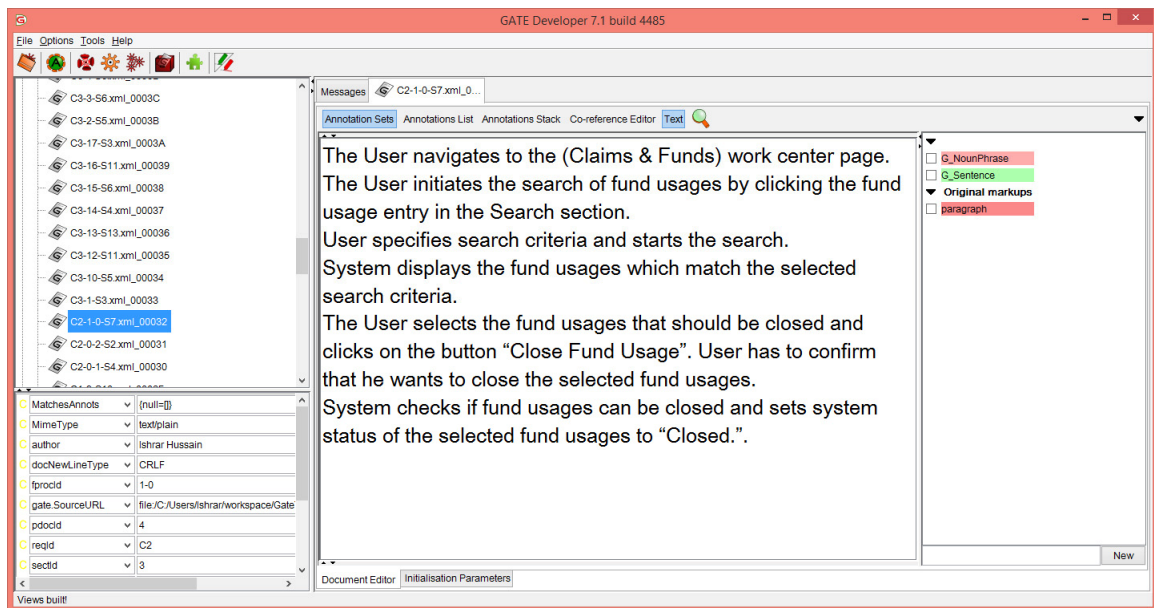 GATE Developer 7.1 build 4485
File Options Tools Help
C3-3-S6.xml_0003C
C3-2-S5.xml_0003B
C3-17-S3.xml_0003A
C3-16-S11.xml_00039
C3-15-S6.xml_00038
C3-14-S4.xml_00037
C3-13-S13.xml_00036
C3-12-S11.xml_00035
C3-10-S5.xml_00034
C3-1-S3.xml_00033
C2-1-0-S7.xml_00032
C2-0-2-S2.xml_00031
C2-0-1-S4.xml_00030
C MatchesAnnots {null=[]}
C MimeType text/plain
C author Ishrar Hussain
C docNewLineType CRLF
C fprocId 1-0
C gate.SourceURL file:/C:/Users/Ishrar/workspace/Gate
C pdocId 4
C reqId C2
C sectId 3
Messages C2-1-0-S7.xml_0...
Annotation Sets Annotations List Annotations Stack Co-reference Editor Text
The User navigates to the (Claims & Funds) work center page.
The User initiates the search of fund usages by clicking the fund
usage entry in the Search section.
User specifies search criteria and starts the search.
System displays the fund usages which match the selected
search criteria.
The User selects the fund usages that should be closed and
clicks on the button “Close Fund Usage”. User has to confirm
that he wants to close the selected fund usages.
System checks if fund usages can be closed and sets system
status of the selected fund usages to “Closed.”.
G_NounPhrase
G_Sentence
Original markups
paragraph
New
Document Editor Initialisation Parameters
Views built!